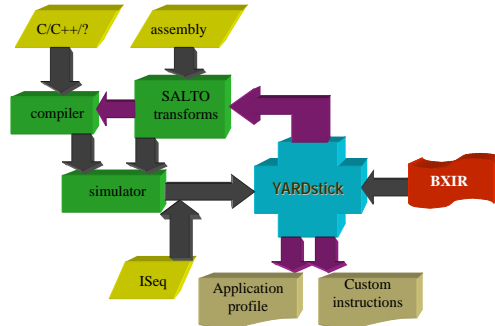 C/C++/?
assembly
compiler
SALTO
transforms
simulator
YARDstick
BXIR
ISeq
Application
profile
Custom
instructions